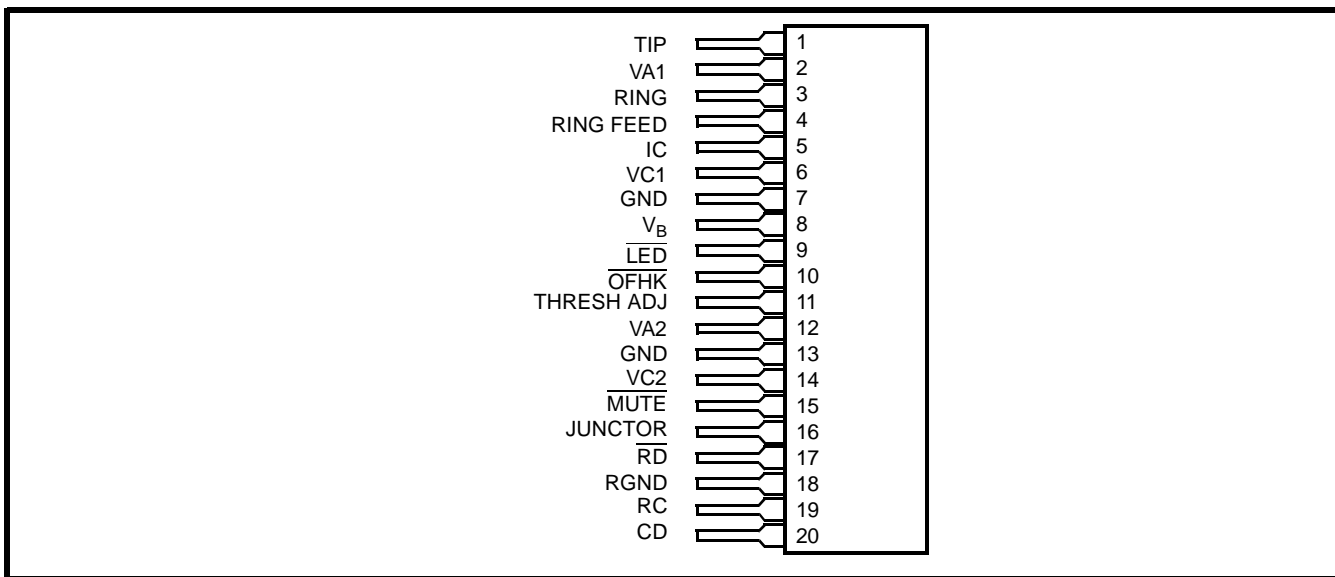 TIP 1
VA1 2
RING 3
RING FEED 4
IC 5
VC1 6
GND 7
VB 8
LED 9
OFHK 10
THRESH ADJ 11
VA2 12
GND 13
VC2 14
MUTE 15
JUNCTOR 16
RD 17
RGND 18
RC 19
CD 20